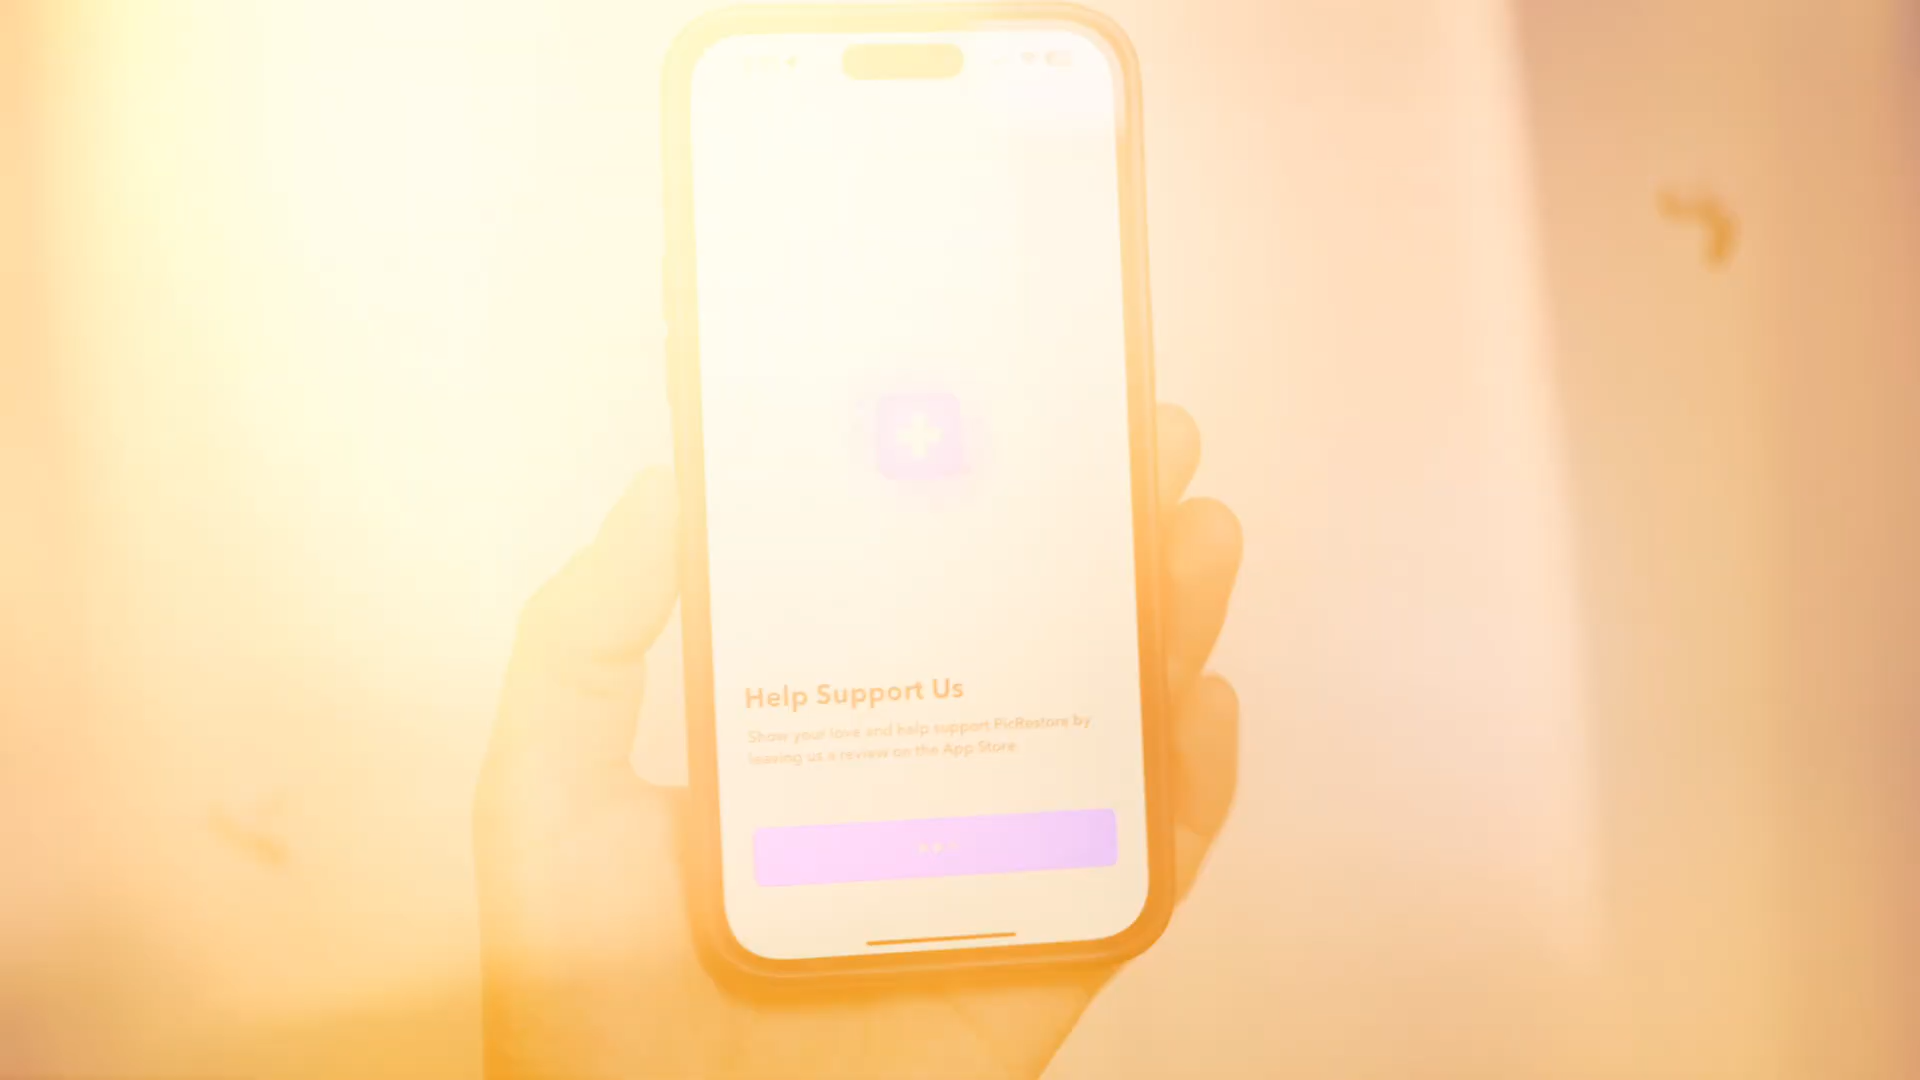 Help Support Us
Show your love and help support PicRestore by
leaving us a review on the App Store